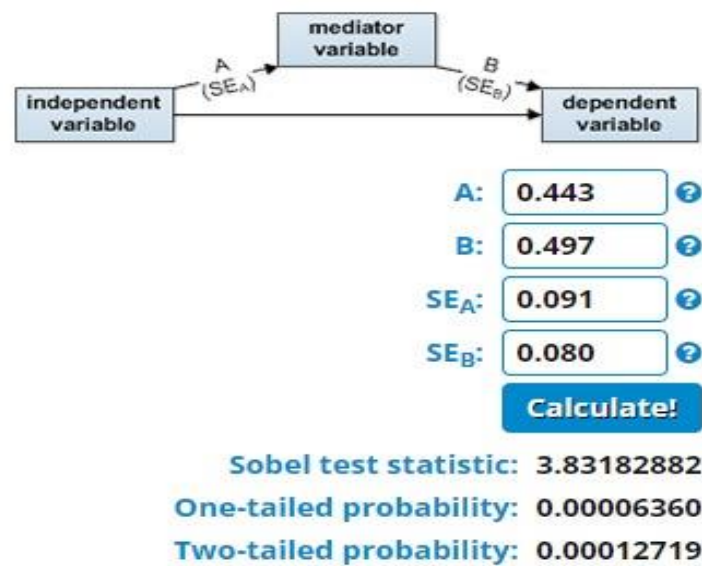 mediator
variable
A
(SEA)
B
(SEB)
independent
variable
dependent
variable
A: 0.443 ?
B: 0.497 ?
SEA: 0.091 ?
SEB: 0.080 ?
Calculate!
Sobel test statistic: 3.83182882
One-tailed probability: 0.00006360
Two-tailed probability: 0.00012719